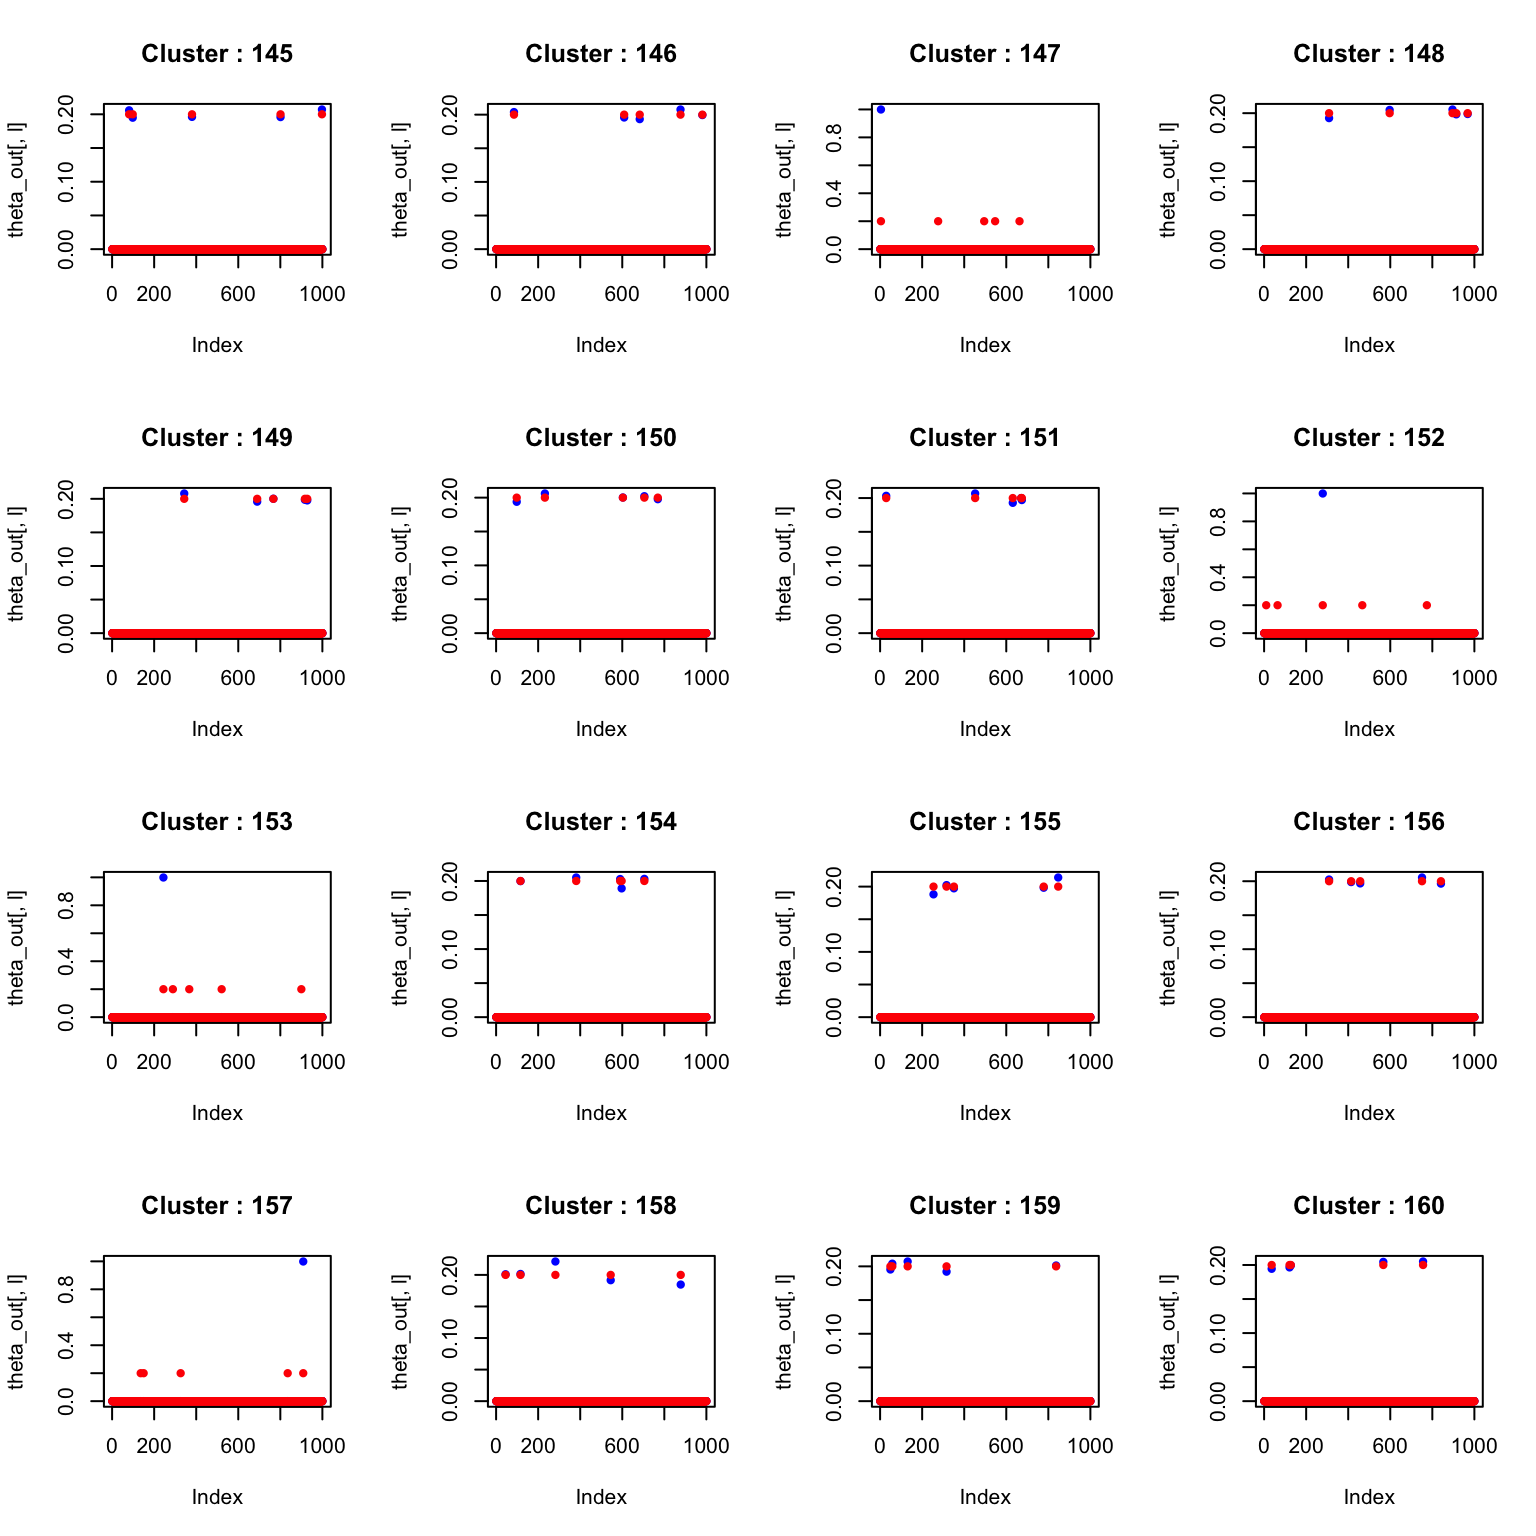 Cluster : 145
theta_out[, l]
0.00 0.10 0.20
0 200 600 1000
Index
Cluster : 146
theta_out[, l]
0.00 0.10 0.20
0 200 600 1000
Index
Cluster : 147
theta_out[, l]
0.0 0.4 0.8
0 200 600 1000
Index
Cluster : 148
theta_out[, l]
0.00 0.10 0.20
0 200 600 1000
Index
Cluster : 149
theta_out[, l]
0.00 0.10 0.20
0 200 600 1000
Index
Cluster : 150
theta_out[, l]
0.00 0.10 0.20
0 200 600 1000
Index
Cluster : 151
theta_out[, l]
0.00 0.10 0.20
0 200 600 1000
Index
Cluster : 152
theta_out[, l]
0.0 0.4 0.8
0 200 600 1000
Index
Cluster : 153
theta_out[, l]
0.0 0.4 0.8
0 200 600 1000
Index
Cluster : 154
theta_out[, l]
0.00 0.10 0.20
0 200 600 1000
Index
Cluster : 155
theta_out[, l]
0.00 0.10 0.20
0 200 600 1000
Index
Cluster : 156
theta_out[, l]
0.00 0.10 0.20
0 200 600 1000
Index
Cluster : 157
theta_out[, l]
0.0 0.4 0.8
0 200 600 1000
Index
Cluster : 158
theta_out[, l]
0.00 0.10 0.20
0 200 600 1000
Index
Cluster : 159
theta_out[, l]
0.00 0.10 0.20
0 200 600 1000
Index
Cluster : 160
theta_out[, l]
0.00 0.10 0.20
0 200 600 1000
Index